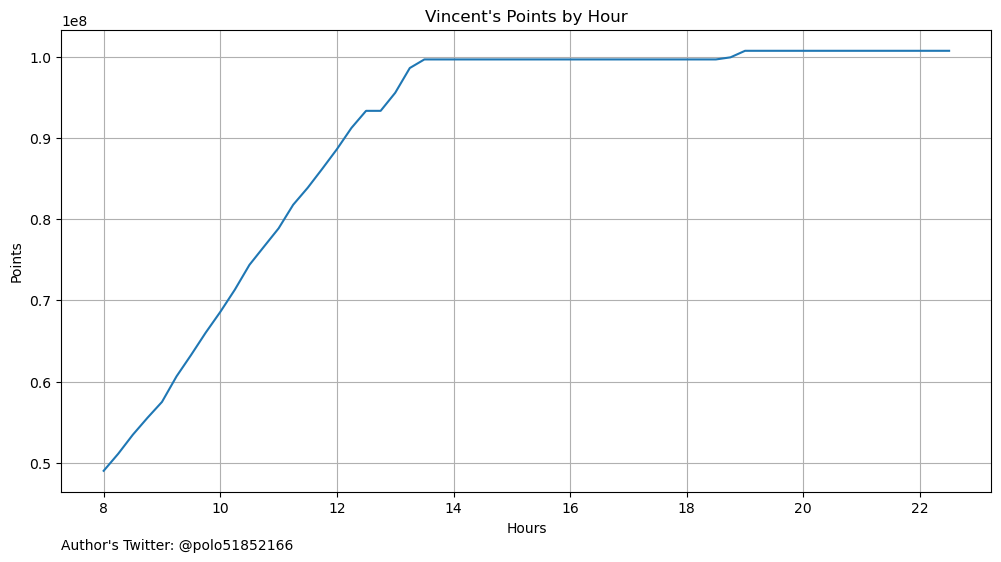 Vincent's Points by Hour
1e8
1.0
0.9
0.8
0.7
0.6
0.5
Points
8 10 12 14 16 18 20 22
Hours
Author's Twitter: @polo51852166